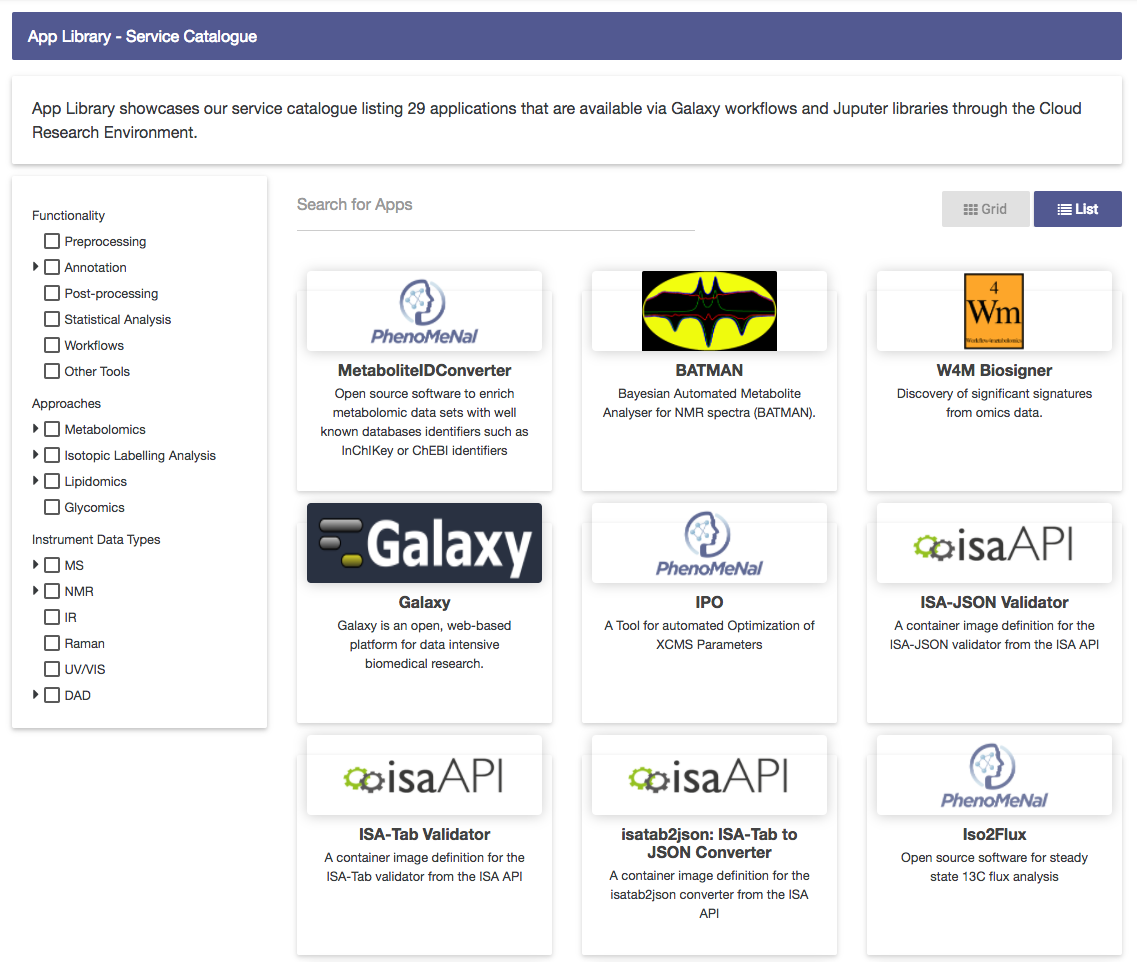 App Library - Service Catalogue
App Library showcases our service catalogue listing 29 applications that are available via Galaxy workflows and Juputer libraries through the Cloud
Research Environment.
Functionality
Preprocessing
Annotation
Post-processing
Statistical Analysis
Workflows
Other Tools
Approaches
Metabolomics
Isotopic Labelling Analysis
Lipidomics
Glycomics
Instrument Data Types
MS
NMR
IR
Raman
UV/VIS
DAD
Search for Apps
Grid
List
PhenoMeNal
MetaboliteIDConverter
Open source software to enrich
metabolomic data sets with well
known databases identifiers such as
InChIKey or ChEBI identifiers
BATMAN
Bayesian Automated Metabolite
Analyser for NMR spectra (BATMAN).
4
Wm
Workflow4metabolomics
W4M Biosigner
Discovery of significant signatures
from omics data.
Galaxy
Galaxy
Galaxy is an open, web-based
platform for data intensive
biomedical research.
PhenoMeNal
IPO
A Tool for automated Optimization of
XCMS Parameters
isaAPI
ISA-JSON Validator
A container image definition for the
ISA-JSON validator from the ISA API
isaAPI
ISA-Tab Validator
A container image definition for the
ISA-Tab validator from the ISA API
isaAPI
isatab2json: ISA-Tab to
JSON Converter
A container image definition for the
isatab2json converter from the ISA
API
PhenoMeNal
Iso2Flux
Open source software for steady
state 13C flux analysis